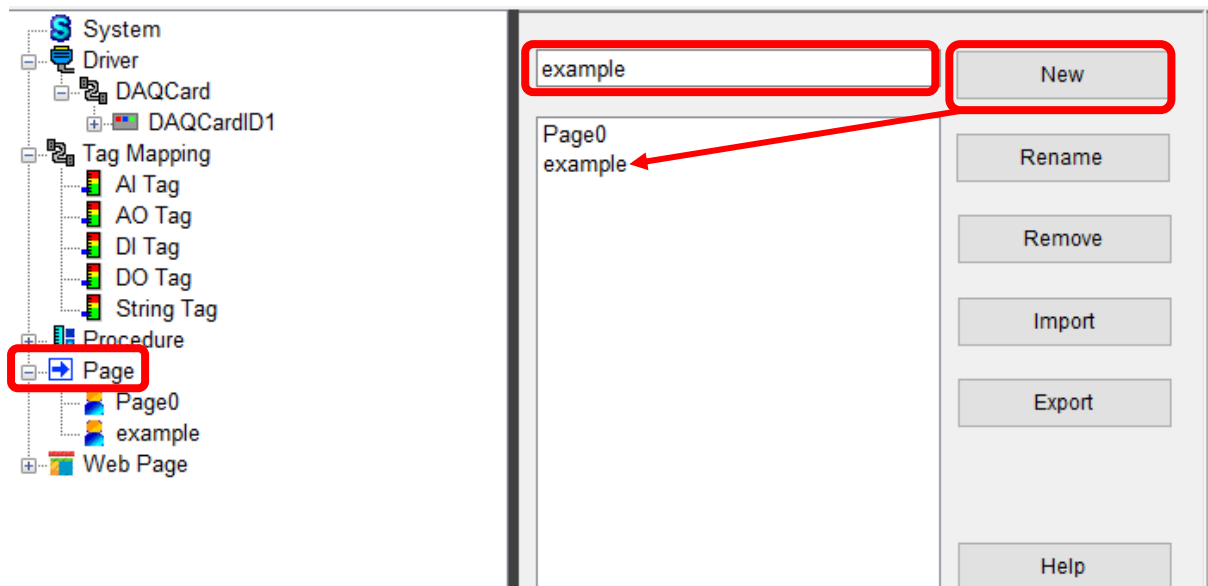 System
Driver
DAQCard
DAQCardID1
Tag Mapping
AI Tag
AO Tag
DI Tag
DO Tag
String Tag
Procedure
Page
Page0
example
Web Page
example
New
Page0
example
Rename
Remove
Import
Export
Help